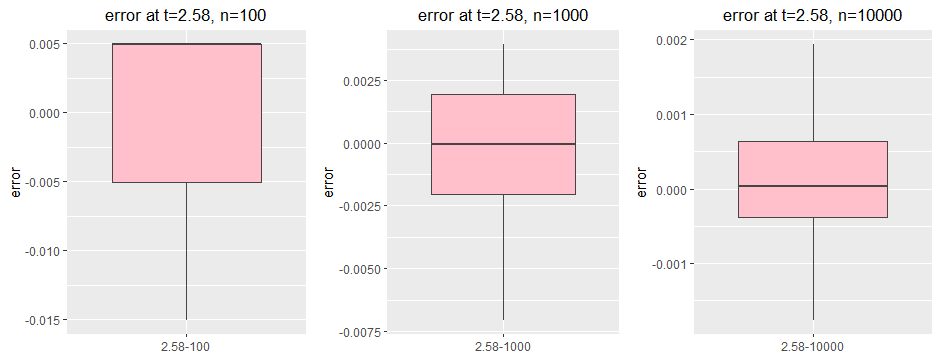 error at t=2.58, n=100
error
0.005
0.000
-0.005
-0.010
-0.015
2.58-100
error at t=2.58, n=1000
error
0.0025
0.0000
-0.0025
-0.0050
-0.0075
2.58-1000
error at t=2.58, n=10000
error
0.002
0.001
0.000
-0.001
2.58-10000